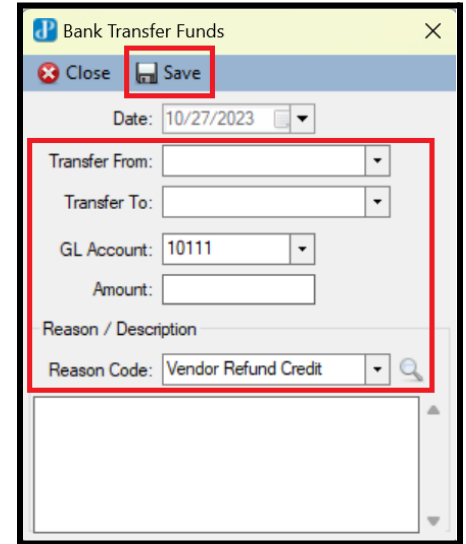 Bank Transfer Funds
Close Save
Date: 10/27/2023
Transfer From:
Transfer To:
GL Account: 10111
Amount:
Reason / Description
Reason Code: Vendor Refund Credit